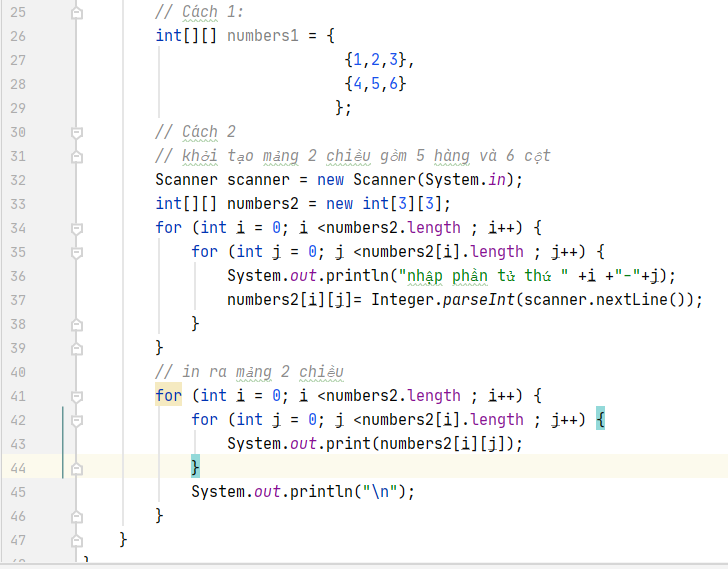 25 // Cách 1:
26 int[][] numbers1 = {
27 {1,2,3},
28 {4,5,6}
29 };
30 // Cách 2
31 // khởi tạo mảng 2 chiều gồm 5 hàng và 6 cột
32 Scanner scanner = new Scanner(System.in);
33 int[][] numbers2 = new int[3][3];
34 for (int i = 0; i <numbers2.length ; i++) {
35 for (int j = 0; j <numbers2[i].length ; j++) {
36 System.out.println("nhập phần tử thứ " +i +"-"+j);
37 numbers2[i][j]= Integer.parseInt(scanner.nextLine());
38 }
39 }
40 // in ra mảng 2 chiều
41 for (int i = 0; i <numbers2.length ; i++) {
42 for (int j = 0; j <numbers2[i].length ; j++) {
43 System.out.print(numbers2[i][j]);
44 }
45 System.out.println("\n");
46 }
47 }